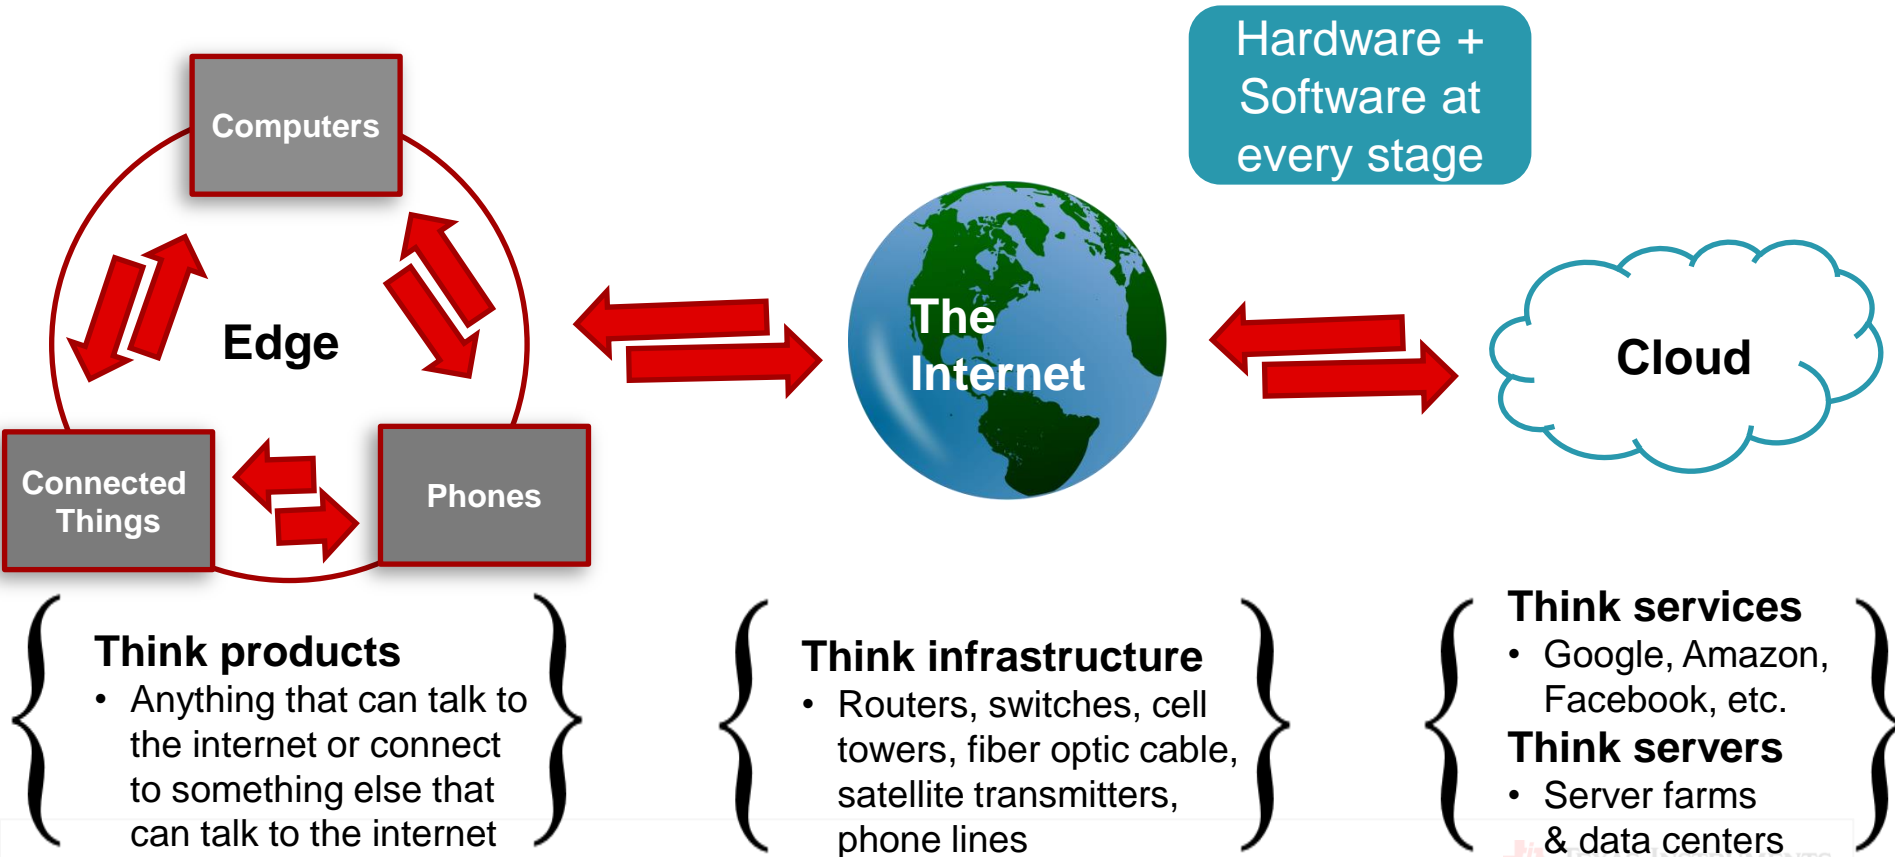 Hardware +
Software at
every stage
Computers
Edge
Connected
Things
Phones
The
Internet
Cloud
Think products
• Anything that can talk to
the internet or connect
to something else that
can talk to the internet
Think infrastructure
• Routers, switches, cell
towers, fiber optic cable,
satellite transmitters,
phone lines
Think services
• Google, Amazon,
Facebook, etc.
Think servers
• Server farms
& data centers
TEXAS INSTRUMENTS